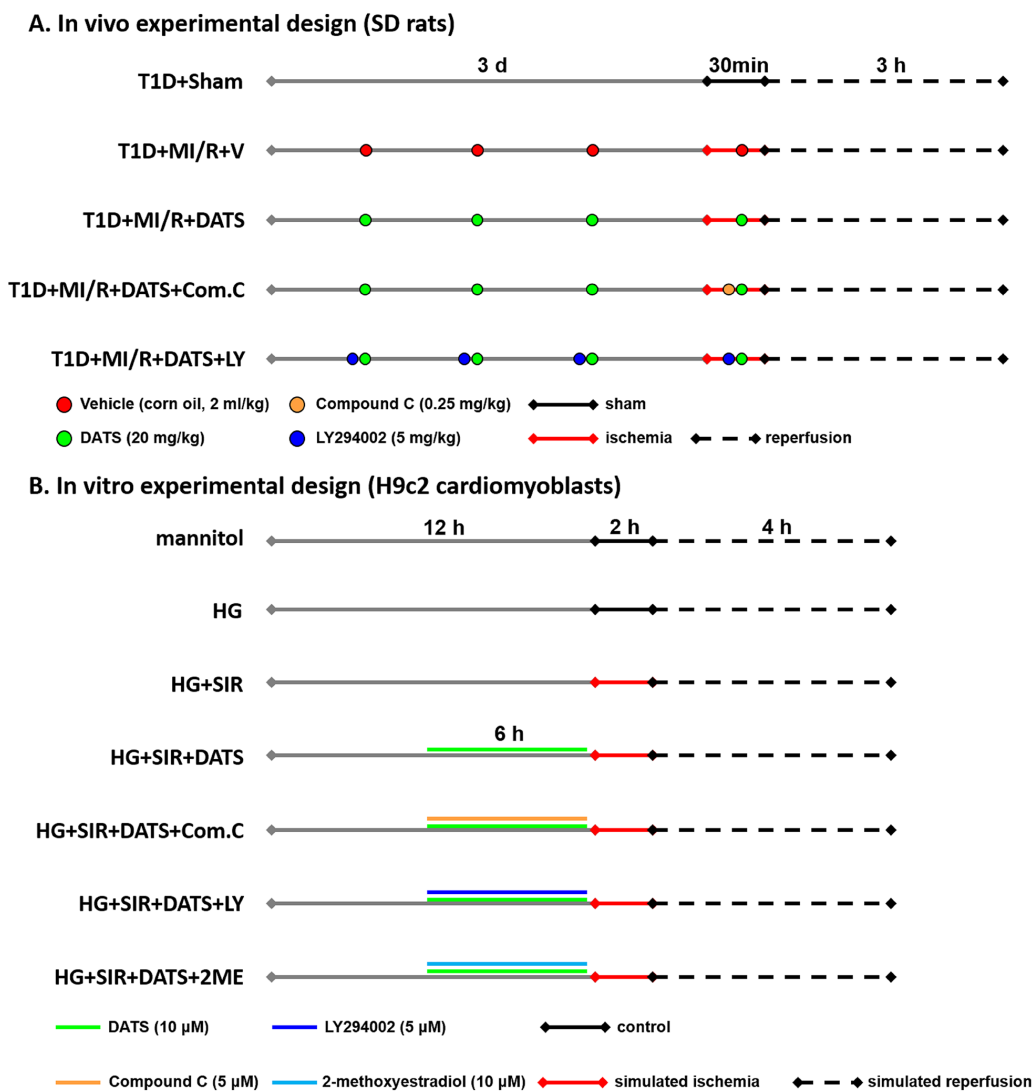 A. In vivo experimental design (SD rats)
3 d 30min 3 h
T1D+Sham
T1D+MI/R+V
T1D+MI/R+DATS
T1D+MI/R+DATS+Com.C
T1D+MI/R+DATS+LY
Vehicle (corn oil, 2 ml/kg) Compound C (0.25 mg/kg) sham
DATS (20 mg/kg) LY294002 (5 mg/kg) ischemia reperfusion
B. In vitro experimental design (H9c2 cardiomyoblasts)
12 h 2 h 4 h
mannitol
HG
HG+SIR
6 h
HG+SIR+DATS
HG+SIR+DATS+Com.C
HG+SIR+DATS+LY
HG+SIR+DATS+2ME
DATS (10 μM) LY294002 (5 μM) control
Compound C (5 μM) 2-methoxyestradiol (10 μM) simulated ischemia simulated reperfusion